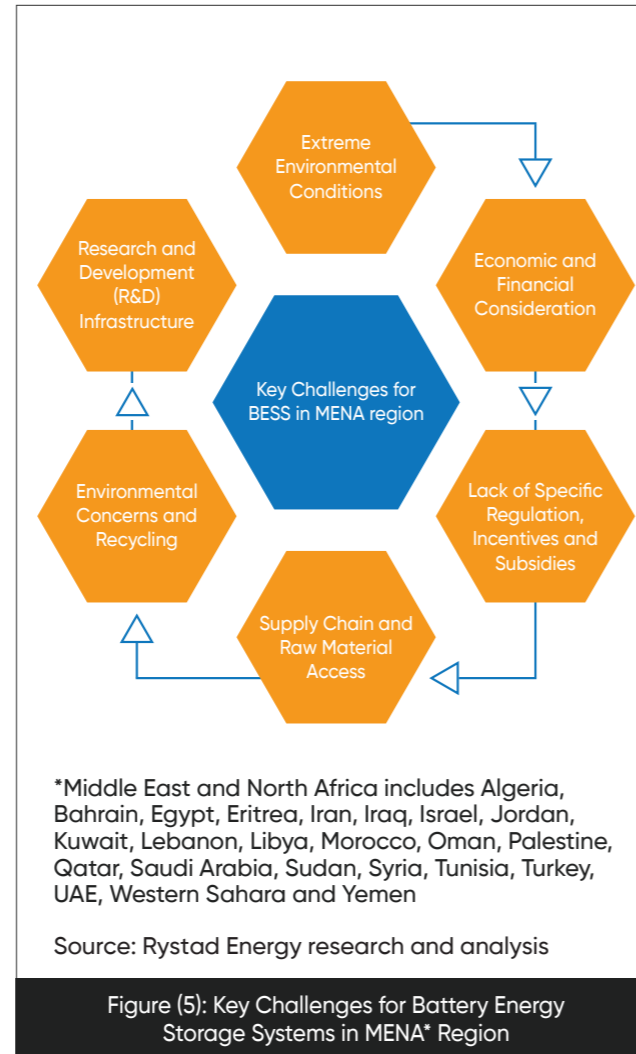 Extreme
Environmental
Conditions
Economic and
Financial
Consideration
Lack of Specific
Regulation,
Incentives and
Subsidies
Supply Chain and
Raw Material
Access
Environmental
Concerns and
Recycling
Research and
Development
(R&D)
Infrastructure
Key Challenges for
BESS in MENA region
*Middle East and North Africa includes Algeria,
Bahrain, Egypt, Eritrea, Iran, Iraq, Israel, Jordan,
Kuwait, Lebanon, Libya, Morocco, Oman, Palestine,
Qatar, Saudi Arabia, Sudan, Syria, Tunisia, Turkey,
UAE, Western Sahara and Yemen
Source: Rystad Energy research and analysis
Figure (5): Key Challenges for Battery Energy
Storage Systems in MENA* Region